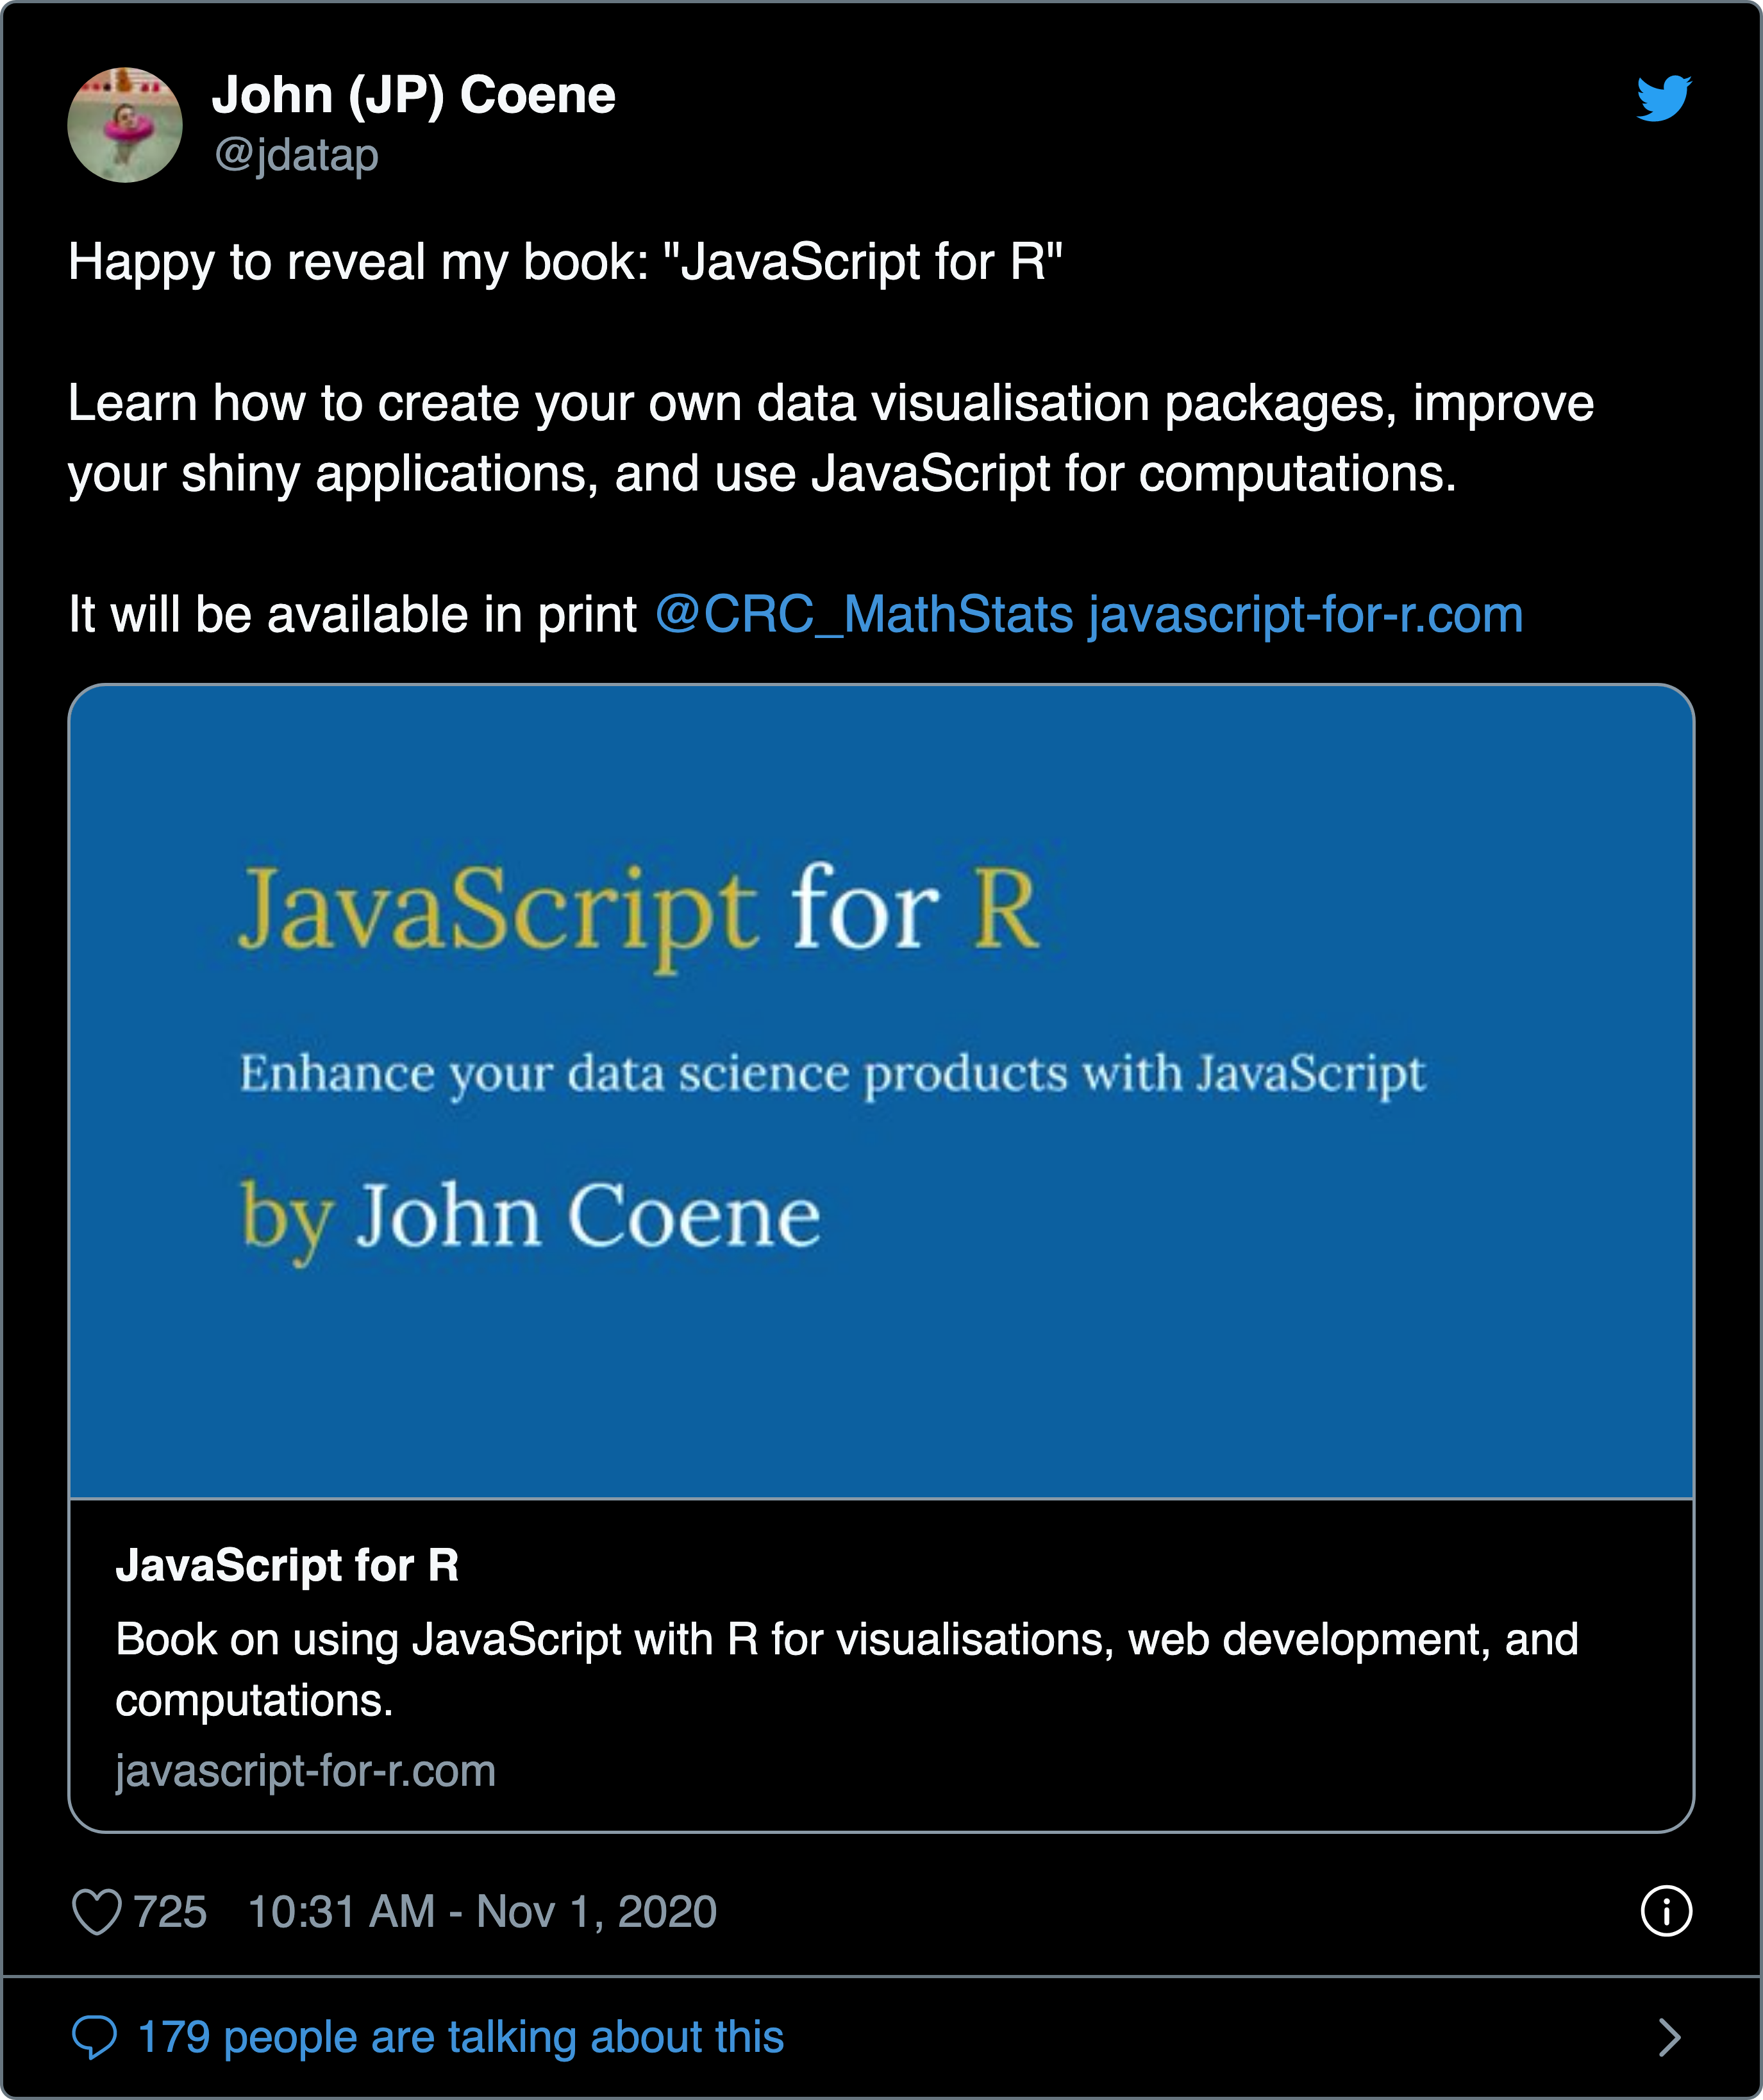 John (JP) Coene
@jdatap
Happy to reveal my book: "JavaScript for R"
Learn how to create your own data visualisation packages, improve
your shiny applications, and use JavaScript for computations.
It will be available in print @CRC_MathStats javascript-for-r.com
JavaScript for R
Enhance your data science products with JavaScript
by John Coene
JavaScript for R
Book on using JavaScript with R for visualisations, web development, and
computations.
javascript-for-r.com
725 10:31 AM - Nov 1, 2020
179 people are talking about this